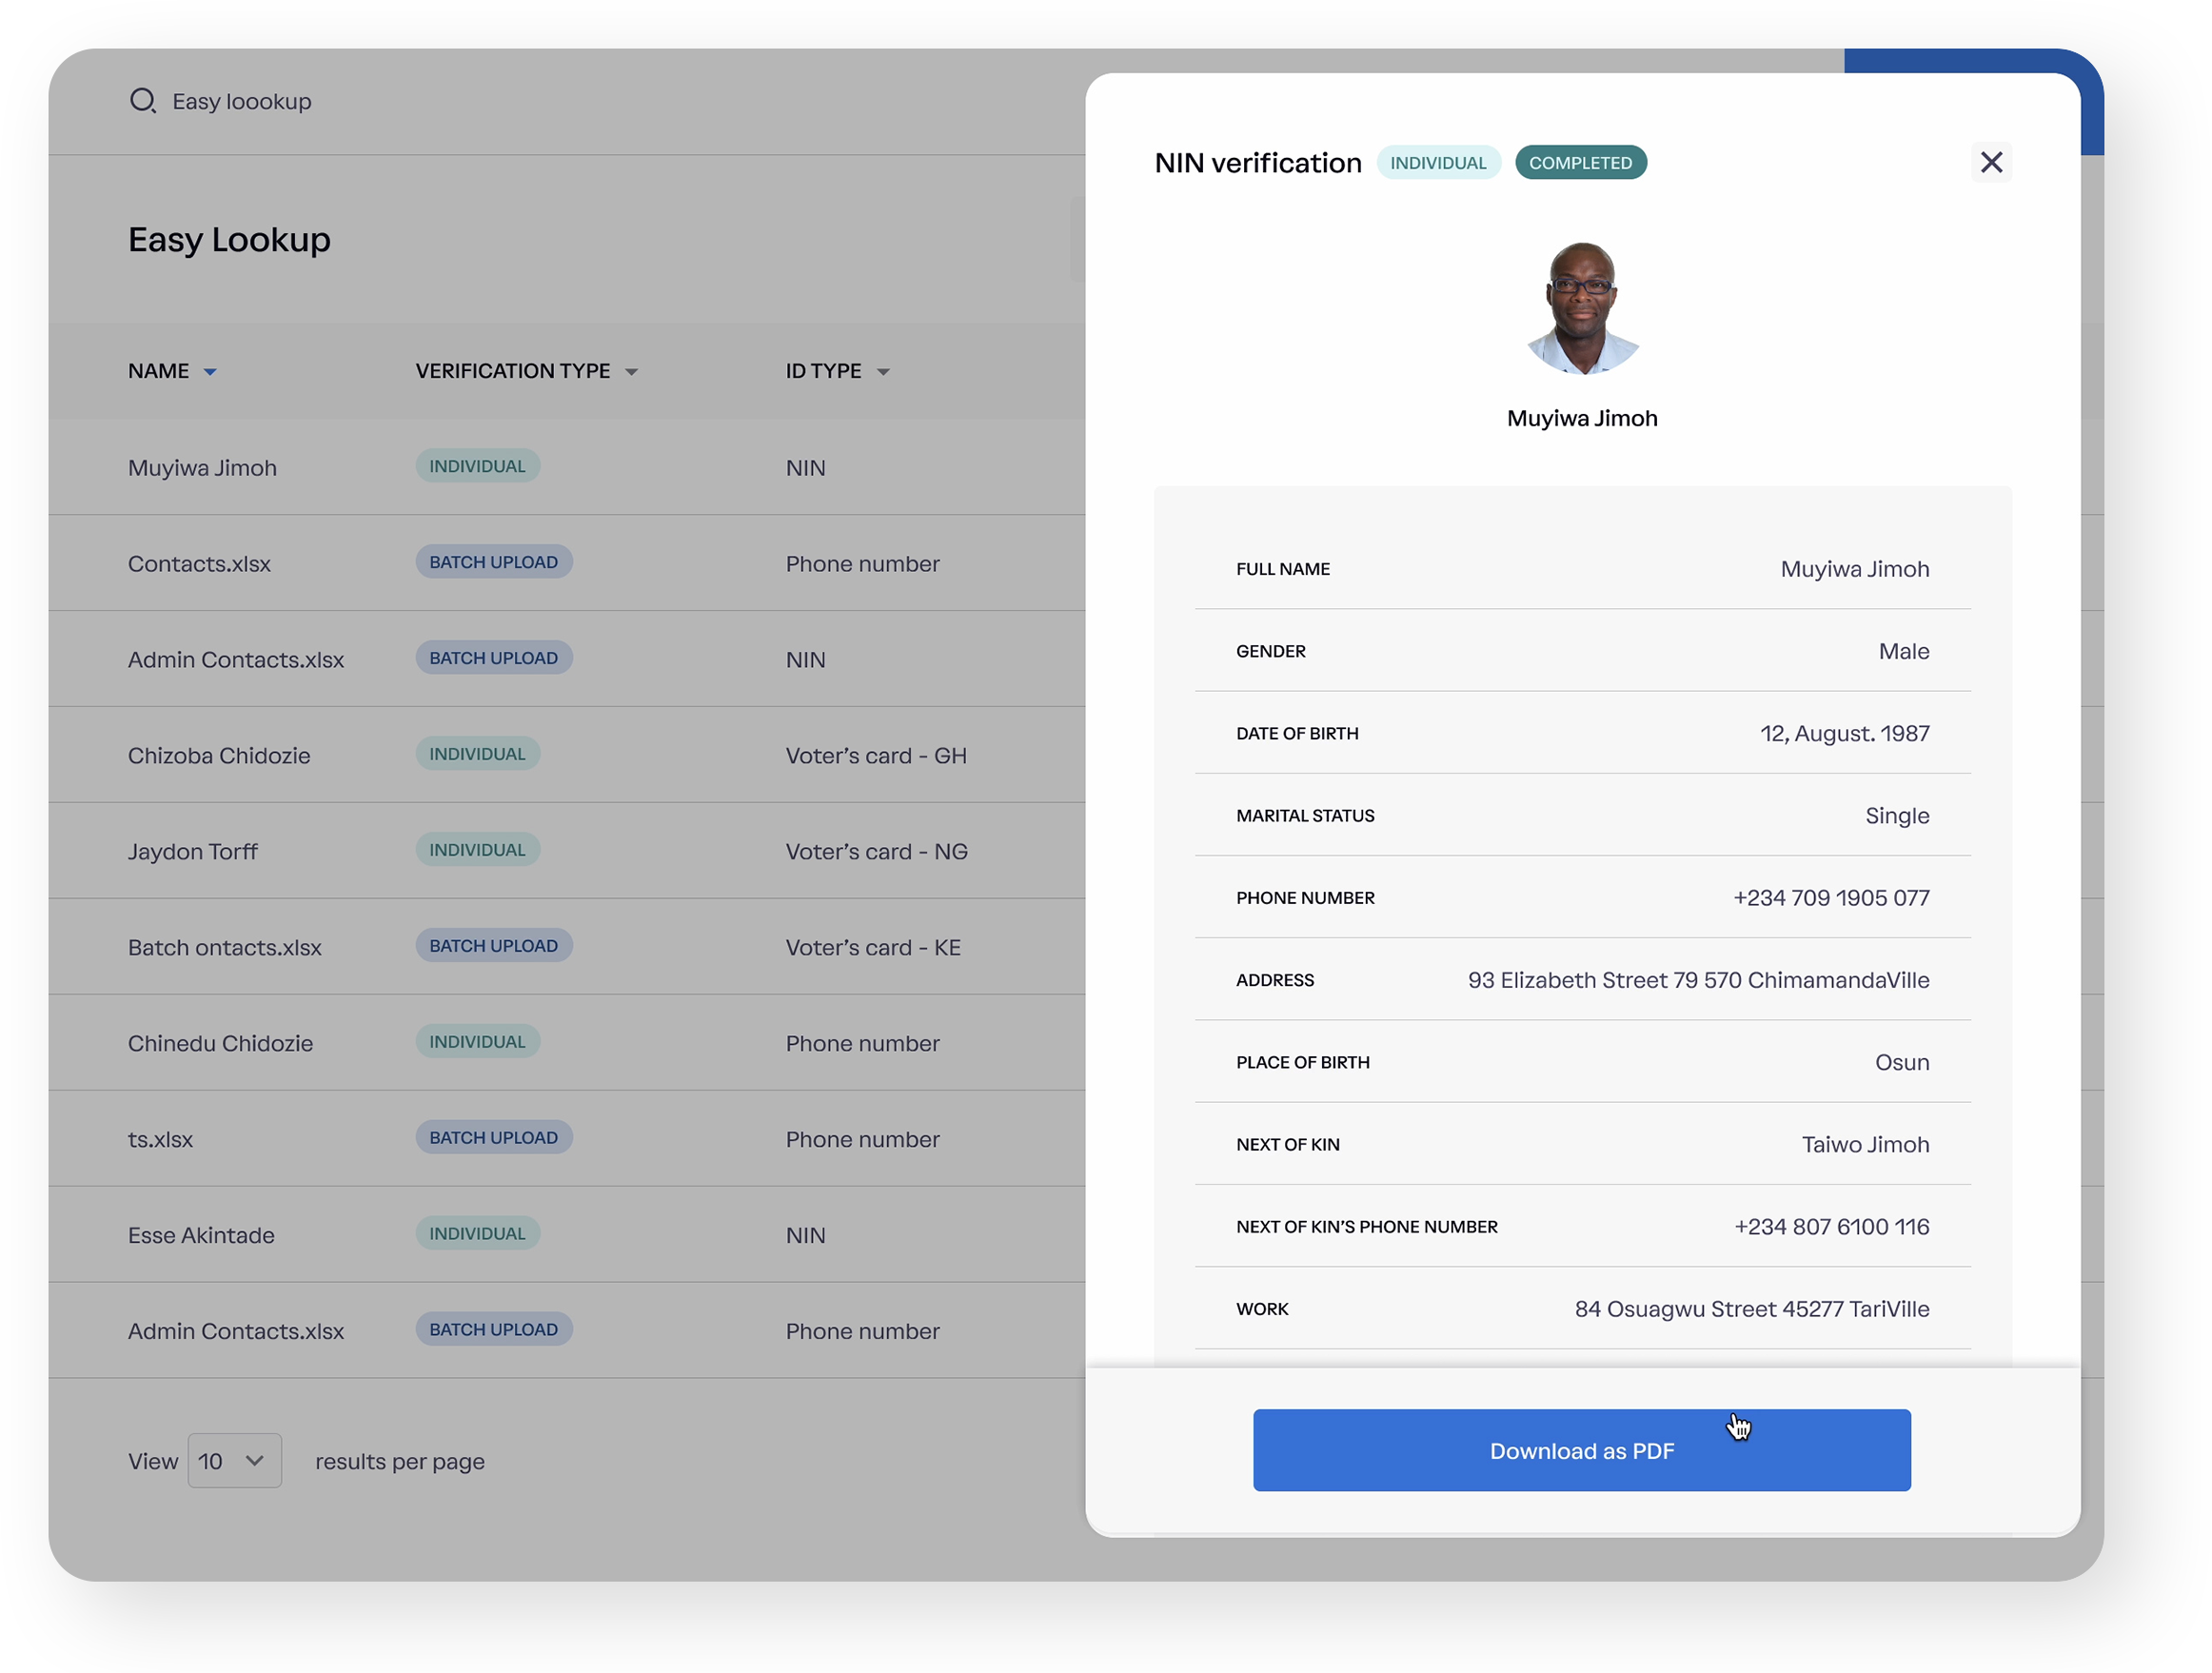 Easy loookup
Easy Lookup
NAME VERIFICATION TYPE ID TYPE
Muyiwa Jimoh INDIVIDUAL NIN
Contacts.xlsx BATCH UPLOAD Phone number
Admin Contacts.xlsx BATCH UPLOAD NIN
Chizoba Chidozie INDIVIDUAL Voter’s card - GH
Jaydon Torff INDIVIDUAL Voter’s card - NG
Batch ontacts.xlsx BATCH UPLOAD Voter’s card - KE
Chinedu Chidozie INDIVIDUAL Phone number
ts.xlsx BATCH UPLOAD Phone number
Esse Akintade INDIVIDUAL NIN
Admin Contacts.xlsx BATCH UPLOAD Phone number
View 10 results per page
NIN verification INDIVIDUAL COMPLETED
Muyiwa Jimoh
FULL NAME Muyiwa Jimoh
GENDER Male
DATE OF BIRTH 12, August. 1987
MARITAL STATUS Single
PHONE NUMBER +234 709 1905 077
ADDRESS 93 Elizabeth Street 79 570 ChimamandaVille
PLACE OF BIRTH Osun
NEXT OF KIN Taiwo Jimoh
NEXT OF KIN’S PHONE NUMBER +234 807 6100 116
WORK 84 Osuagwu Street 45277 TariVille
Download as PDF